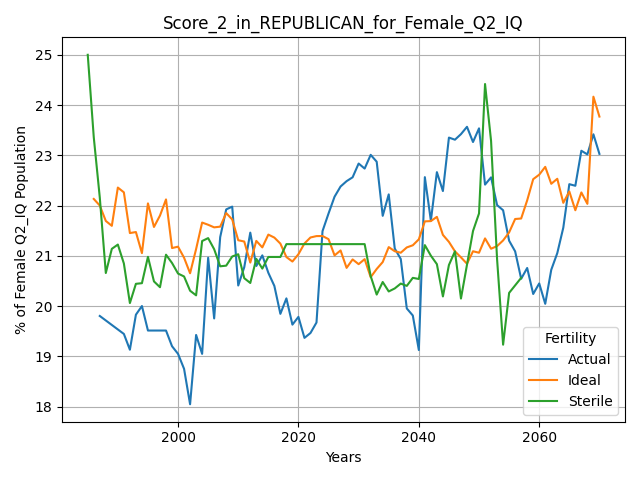 Score_2_in_REPUBLICAN_for_Female_Q2_IQ
% of Female Q2_IQ Population
25
24
23
22
21
20
19
18
2000
2020
2040
2060
Years
Fertility
Actual
Ideal
Sterile